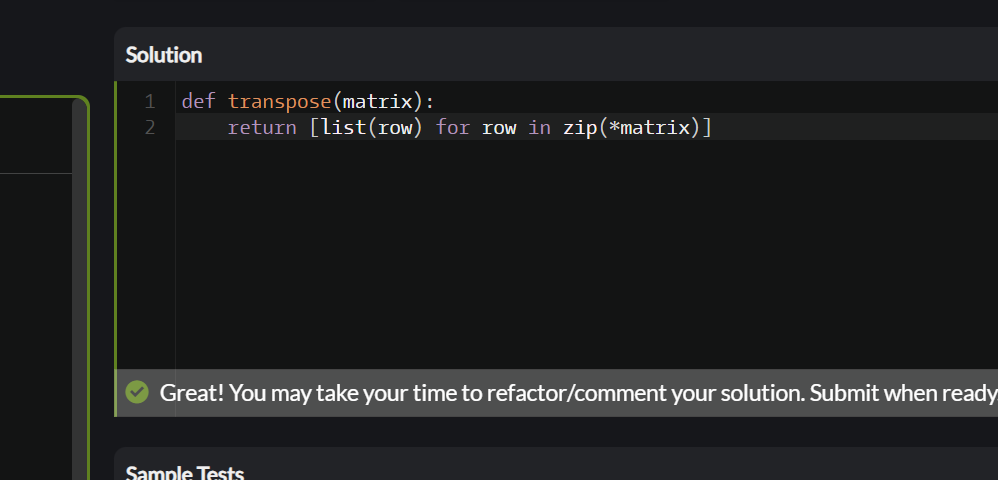 Solution
1 def transpose(matrix):
2     return [list(row) for row in zip(*matrix)]
Great! You may take your time to refactor/comment your solution. Submit when ready.
Sample Tests